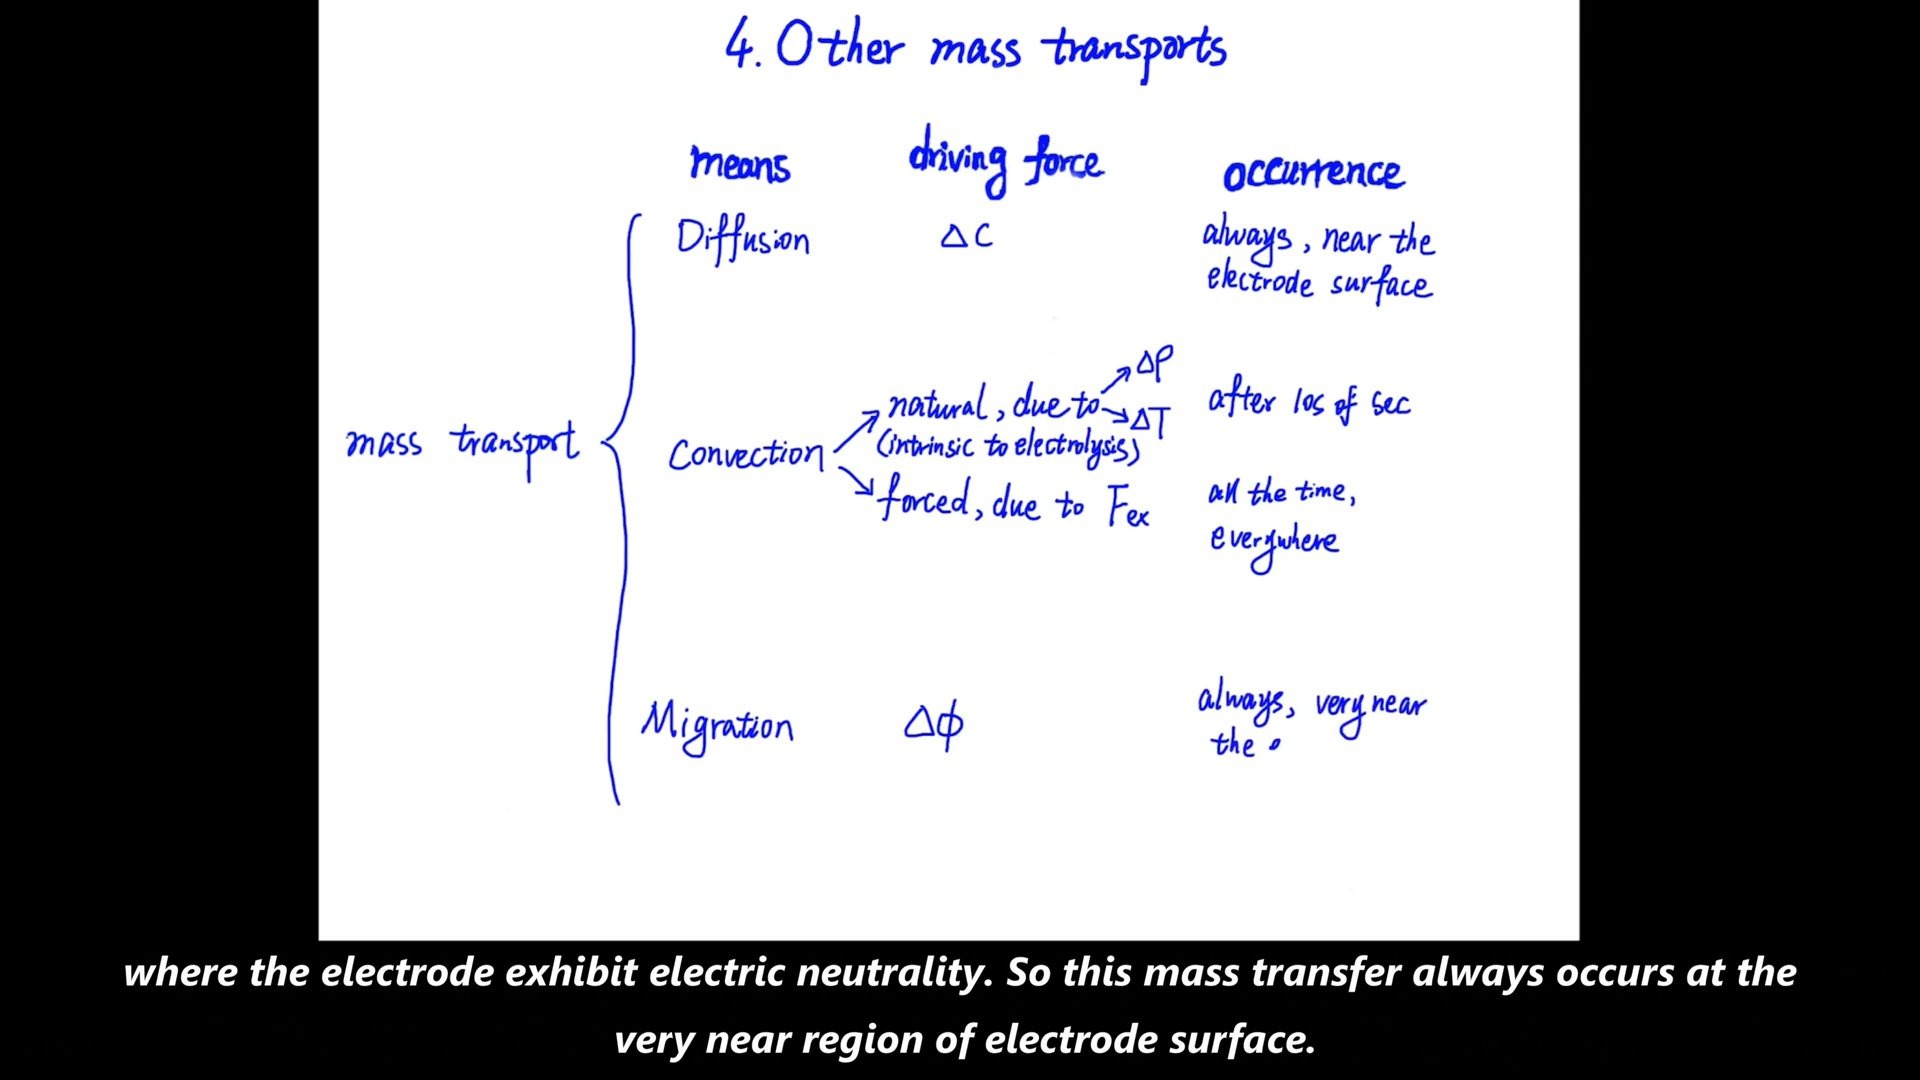 4. Other mass transports
means driving force occurrence
Diffusion ΔC always, near the
electrode surface
mass transport
Convection
natural, due to ΔP
ΔT
(intrinsic to electrolysis)
after 10s of sec
forced, due to Fex
all the time,
everywhere
Migration Δϕ always, very near
the
where the electrode exhibit electric neutrality. So this mass transfer always occurs at the
very near region of electrode surface.